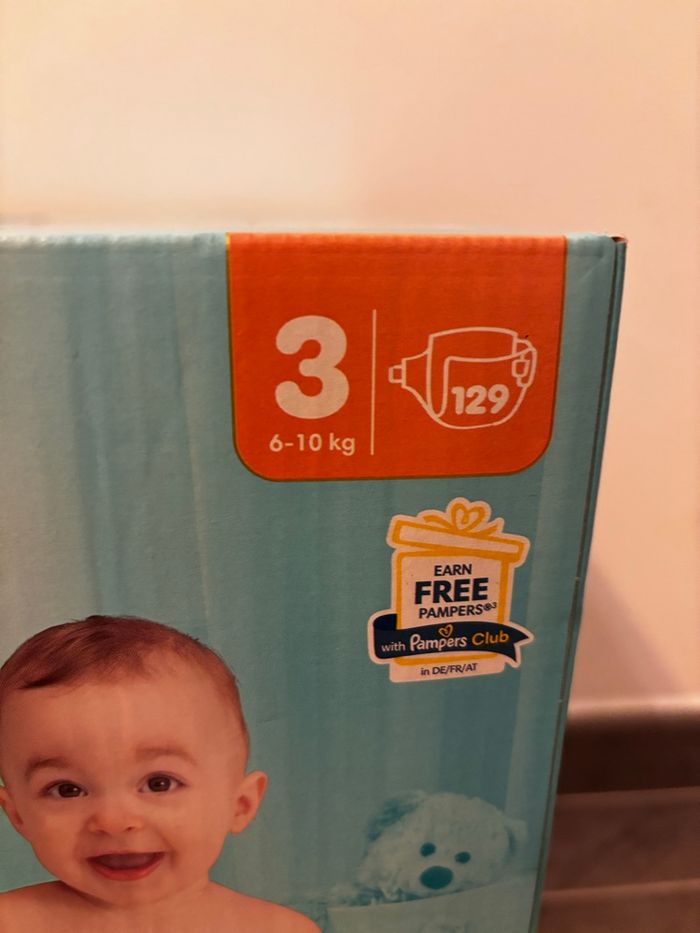 3
6-10 kg
129
EARN
FREE
PAMPERS®³
with Pampers Club
in DE/FR/AT